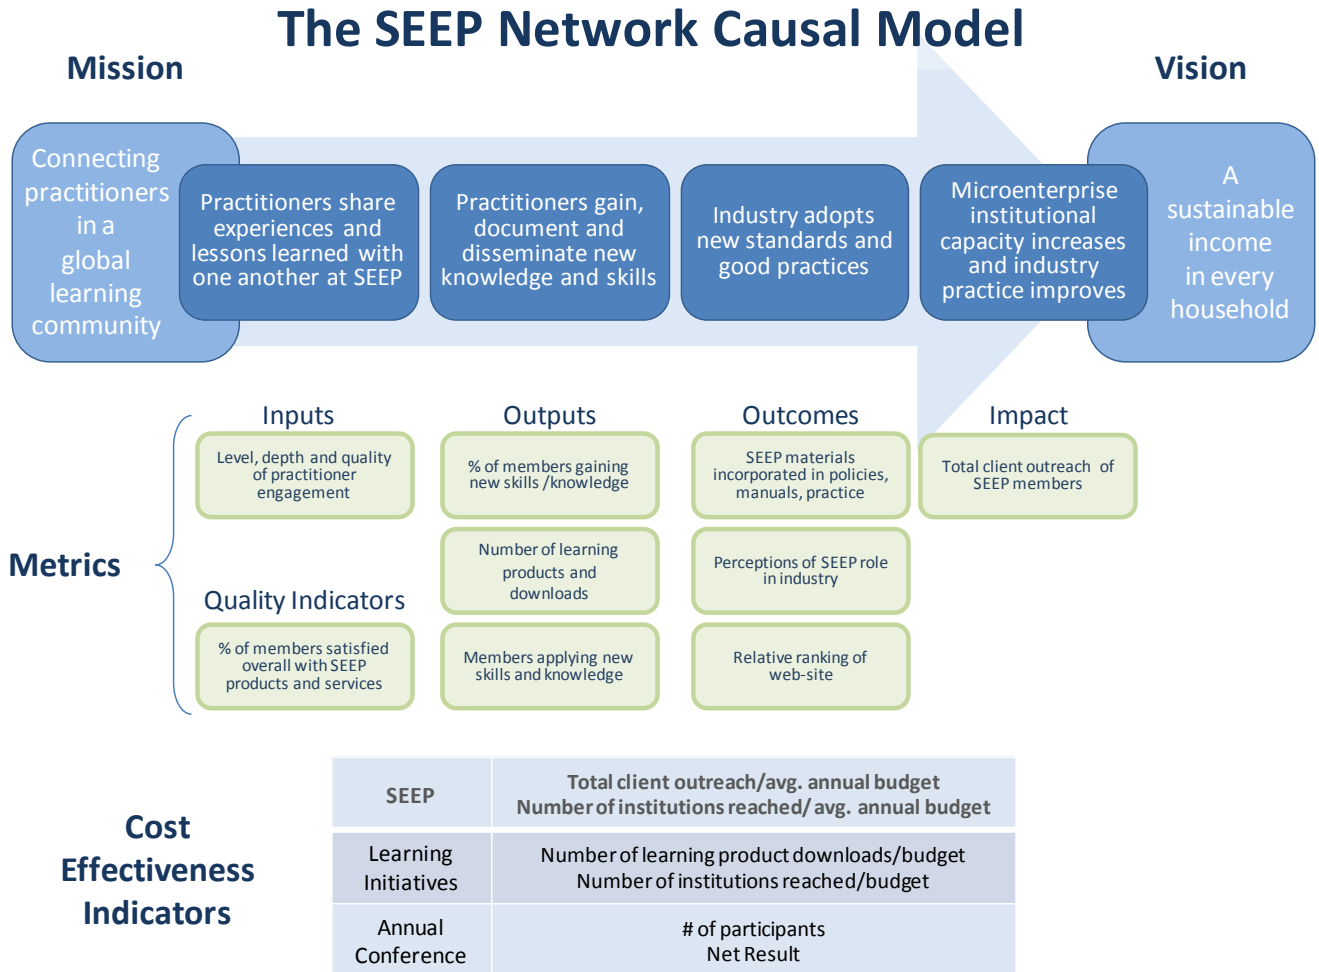 The SEEP Network Causal Model
Mission
Vision
Connecting
practitioners
in a
global
learning
community
Practitioners share
experiences and
lessons learned with
one another at SEEP
Practitioners gain,
document and
disseminate new
knowledge and skills
Industry adopts
new standards and
good practices
Microenterprise
institutional
capacity increases
and industry
practice improves
A
sustainable
income
in every
household
Metrics
Inputs
Level, depth and quality
of practitioner
engagement
Quality Indicators
% of members satisfied
overall with SEEP
products and services
Outputs
% of members gaining
new skills /knowledge
Number of learning
products and
downloads
Members applying new
skills and knowledge
Outcomes
SEEP materials
incorporated in policies,
manuals, practice
Perceptions of SEEP role
in industry
Relative ranking of
web-site
Impact
Total client outreach of
SEEP members
Cost
Effectiveness
Indicators
SEEP
Total client outreach/avg. annual budget
Number of institutions reached/ avg. annual budget
Learning
Initiatives
Number of learning product downloads/budget
Number of institutions reached/budget
Annual
Conference
# of participants
Net Result